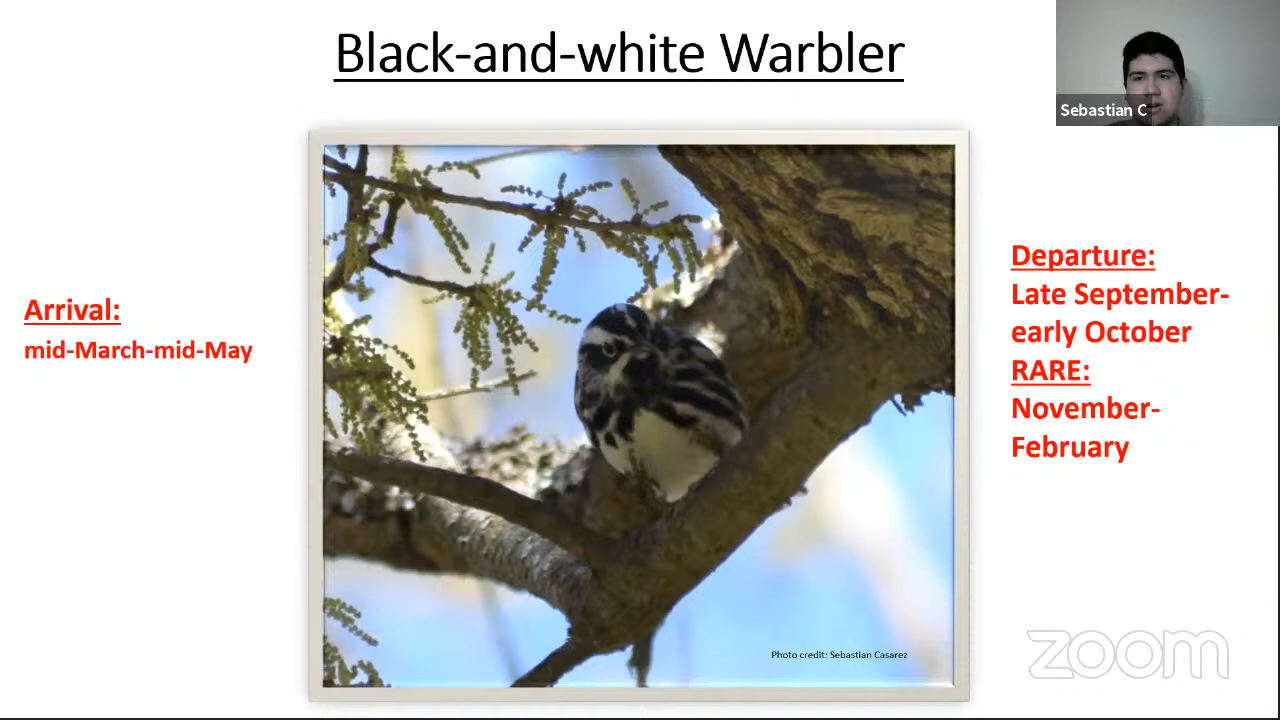 Black-and-white Warbler
Sebastian C
Arrival:
mid-March-mid-May
Departure:
Late September-
early October
RARE:
November-
February
Photo credit: Sebastian Casarez
zoom